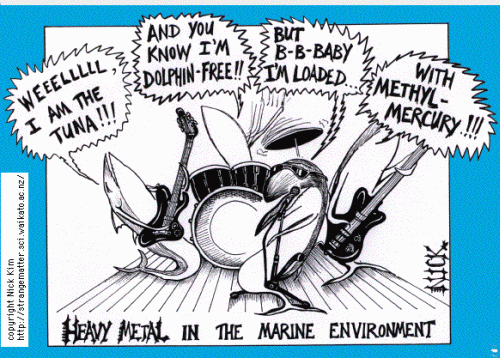 WEEELLLLL,
I AM THE
TUNA!!!
AND YOU
KNOW I'M
DOLPHIN-FREE!!
BUT
B-B-BABY
I'M LOADED...
WITH
METHYL-
MERCURY!!!
NICK
HEAVY METAL IN THE MARINE ENVIRONMENT
copyright Nick Kim
http://strangematter.sci.waikato.ac.nz/